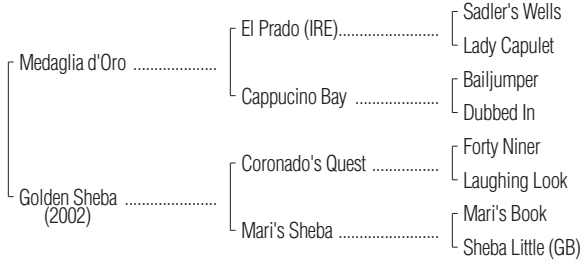 Sadler's Wells
El Prado (IRE)......................
Lady Capulet
Medaglia d'Oro ....................
Bailjumper
Cappucino Bay ....................
Dubbed In
Forty Niner
Coronado's Quest ..................
Laughing Look
Golden Sheba ......................
(2002)
Mari's Book
Mari's Sheba ........................
Sheba Little (GB)